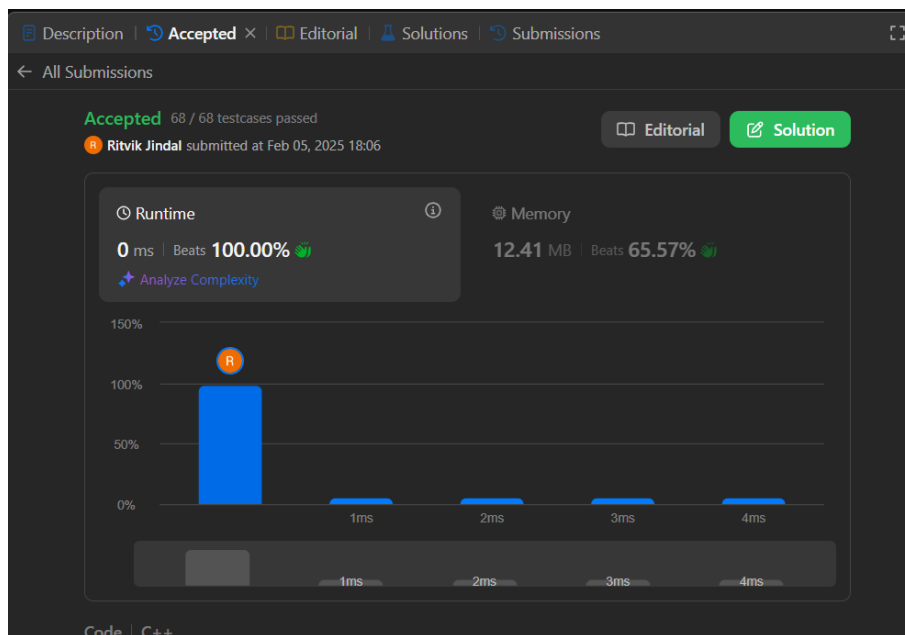 Description Accepted × Editorial Solutions Submissions
← All Submissions
Accepted 68 / 68 testcases passed
R Ritvik Jindal submitted at Feb 05, 2025 18:06
Editorial Solution
Runtime
0 ms Beats 100.00%
Analyze Complexity
Memory
12.41 MB Beats 65.57%
150%
R
100%
50%
0%
1ms 2ms 3ms 4ms
1ms 2ms 3ms 4ms
Code C++